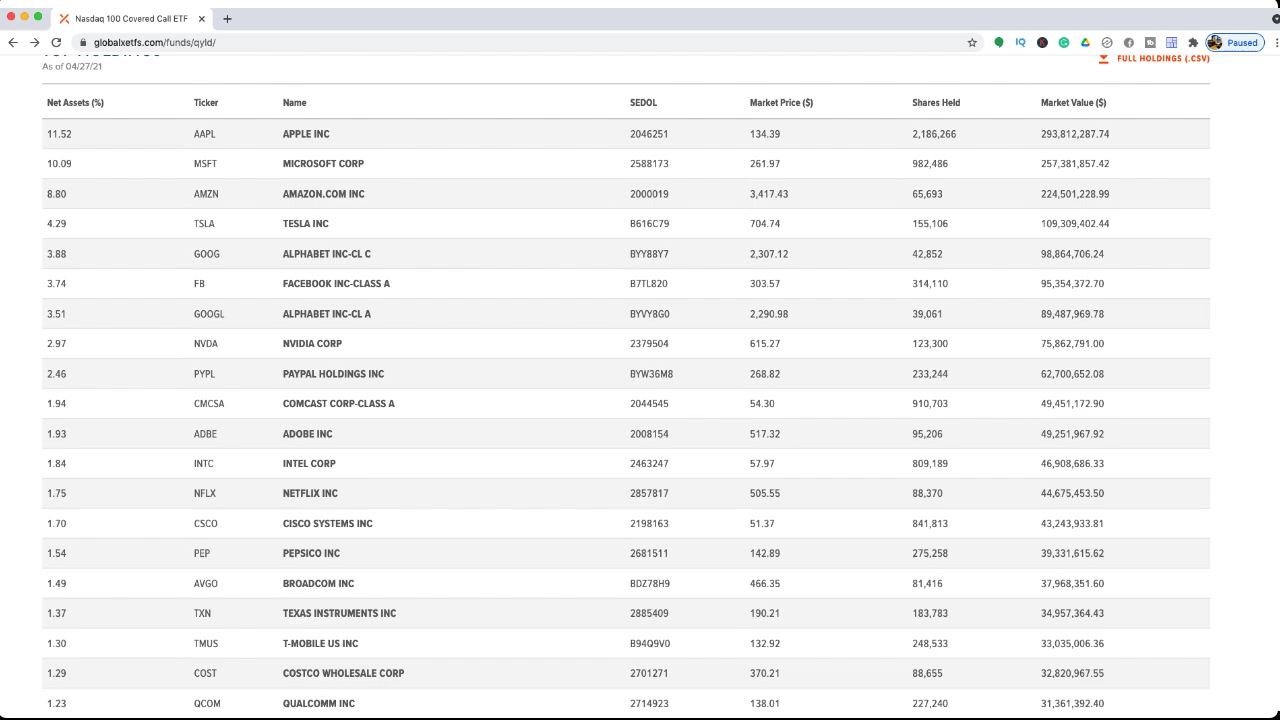 Nasdaq 100 Covered Call ETF
globalxetfs.com/funds/qyld/
IQ
Paused
TOP HOLDINGS
As of 04/27/21
FULL HOLDINGS (.CSV)
Net Assets (%) Ticker Name SEDOL Market Price ($) Shares Held Market Value ($)
11.52 AAPL APPLE INC 2046251 134.39 2,186,266 293,812,287.74
10.09 MSFT MICROSOFT CORP 2588173 261.97 982,486 257,381,857.42
8.80 AMZN AMAZON.COM INC 2000019 3,417.43 65,693 224,501,228.99
4.29 TSLA TESLA INC B616C79 704.74 155,106 109,309,402.44
3.88 GOOG ALPHABET INC-CL C BYY88Y7 2,307.12 42,852 98,864,706.24
3.74 FB FACEBOOK INC-CLASS A B7TL820 303.57 314,110 95,354,372.70
3.51 GOOGL ALPHABET INC-CL A BYVY8G0 2,290.98 39,061 89,487,969.78
2.97 NVDA NVIDIA CORP 2379504 615.27 123,300 75,862,791.00
2.46 PYPL PAYPAL HOLDINGS INC BYW36M8 268.82 233,244 62,700,652.08
1.94 CMCSA COMCAST CORP-CLASS A 2044545 54.30 910,703 49,451,172.90
1.93 ADBE ADOBE INC 2008154 517.32 95,206 49,251,967.92
1.84 INTC INTEL CORP 2463247 57.97 809,189 46,908,686.33
1.75 NFLX NETFLIX INC 2857817 505.55 88,370 44,675,453.50
1.70 CSCO CISCO SYSTEMS INC 2198163 51.37 841,813 43,243,933.81
1.54 PEP PEPSICO INC 2681511 142.89 275,258 39,331,615.62
1.49 AVGO BROADCOM INC BDZ78H9 466.35 81,416 37,968,351.60
1.37 TXN TEXAS INSTRUMENTS INC 2885409 190.21 183,783 34,957,364.43
1.30 TMUS T-MOBILE US INC B94Q9V0 132.92 248,533 33,035,006.36
1.29 COST COSTCO WHOLESALE CORP 2701271 370.21 88,655 32,820,967.55
1.23 QCOM QUALCOMM INC 2714923 138.01 227,240 31,361,392.40